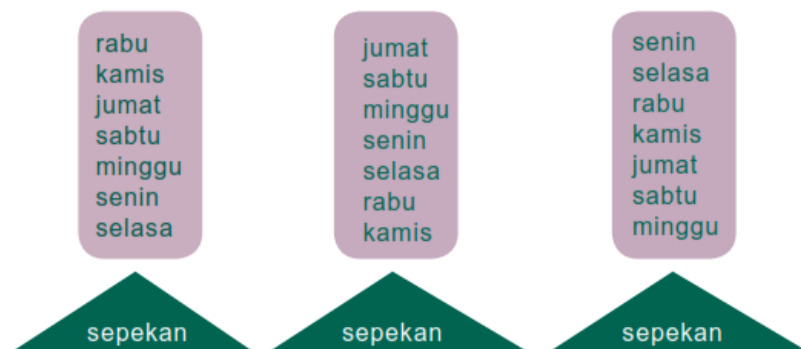 rabu
kamis
jumat
sabtu
minggu
senin
selasa
sepekan
jumat
sabtu
minggu
senin
selasa
rabu
kamis
sepekan
senin
selasa
rabu
kamis
jumat
sabtu
minggu
sepekan